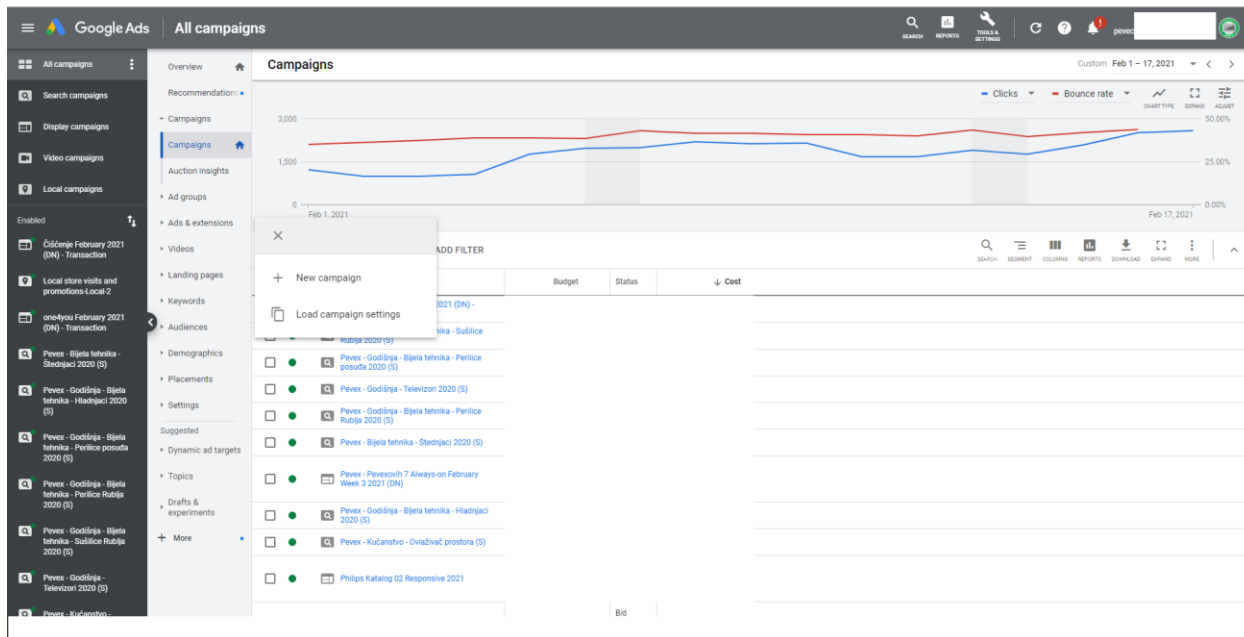 Google Ads
All campaigns
SEARCH
REPORTS
TOOLS &
SETTINGS
pevec
All campaigns
Search campaigns
Display campaigns
Video campaigns
Local campaigns
Enabled
Čišćenje February 2021
(DN) - Transaction
Local store visits and
promotions-Local-2
one4you February 2021
(DN) - Transaction
Pevex - Bijela tehnika -
Štednjaci 2020 (S)
Pevex - Godišnja - Bijela
tehnika - Hladnjaci 2020
(S)
Pevex - Godišnja - Bijela
tehnika - Perilice posuđa
2020 (S)
Pevex - Godišnja - Bijela
tehnika - Perilice Rublja
2020 (S)
Pevex - Godišnja - Bijela
tehnika - Sušilice Rublja
2020 (S)
Pevex - Godišnja -
Televizori 2020 (S)
Pevex - Kućanstvo -
Overview
Recommendations
Campaigns
Campaigns
Auction insights
Ad groups
Ads & extensions
Videos
Landing pages
Keywords
Audiences
Demographics
Placements
Settings
Suggested
Dynamic ad targets
Topics
Drafts &
experiments
+ More
Campaigns
Custom Feb 1 – 17, 2021
Clicks
Bounce rate
CHART TYPE
EXPAND
ADJUST
3,000
50.00%
1,500
25.00%
0
0.00%
Feb 1, 2021
Feb 17, 2021
ADD FILTER
SEARCH
SEGMENT
COLUMNS
REPORTS
DOWNLOAD
EXPAND
MORE
+ New campaign
Load campaign settings
Budget
Status
↓ Cost
2021 (DN) -
nika - Sušilice
Rublja 2020 (S)
Pevex - Godišnja - Bijela tehnika - Perilice
posuđa 2020 (S)
Pevex - Godišnja - Televizori 2020 (S)
Pevex - Godišnja - Bijela tehnika - Perilice
Rublja 2020 (S)
Pevex - Bijela tehnika - Štednjaci 2020 (S)
Pevex - Pevexovih 7 Always-on February
Week 3 2021 (DN)
Pevex - Godišnja - Bijela tehnika - Hladnjaci
2020 (S)
Pevex - Kućanstvo - Ovlaživač prostora (S)
Philips Katalog 02 Responsive 2021
Bid